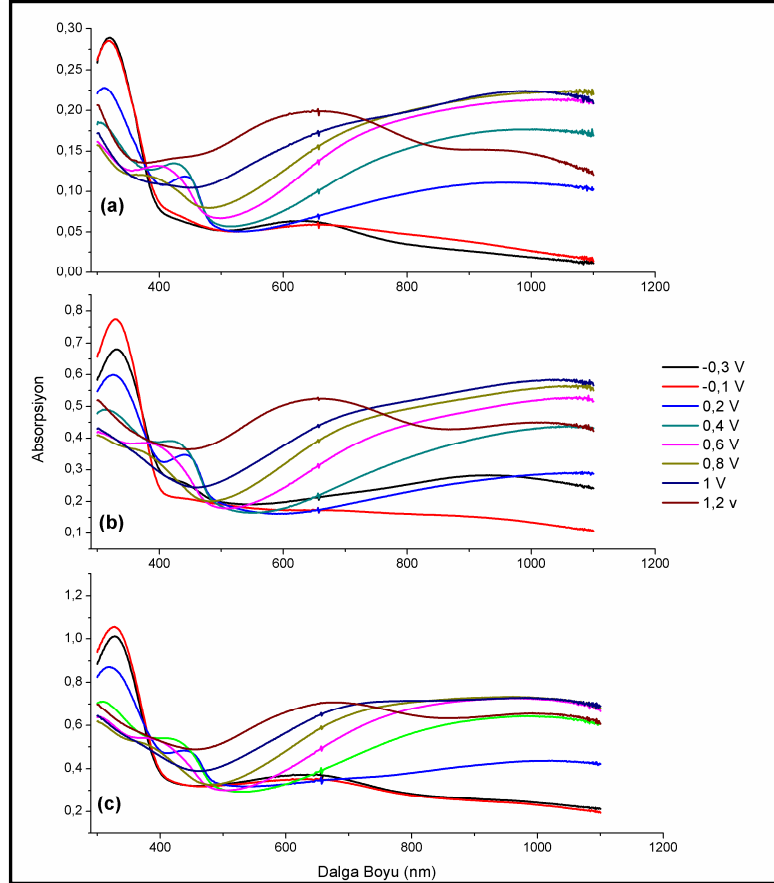 0,30
0,25
0,20
0,15
0,10
0,05
0,00
(a)
400 600 800 1000 1200
Absorpsiyon
0,8
0,7
0,6
0,5
0,4
0,3
0,2
0,1
(b)
400 600 800 1000 1200
-0,3 V
-0,1 V
0,2 V
0,4 V
0,6 V
0,8 V
1 V
1,2 v
1,2
1,0
0,8
0,6
0,4
0,2
(c)
400 600 800 1000 1200
Dalga Boyu (nm)